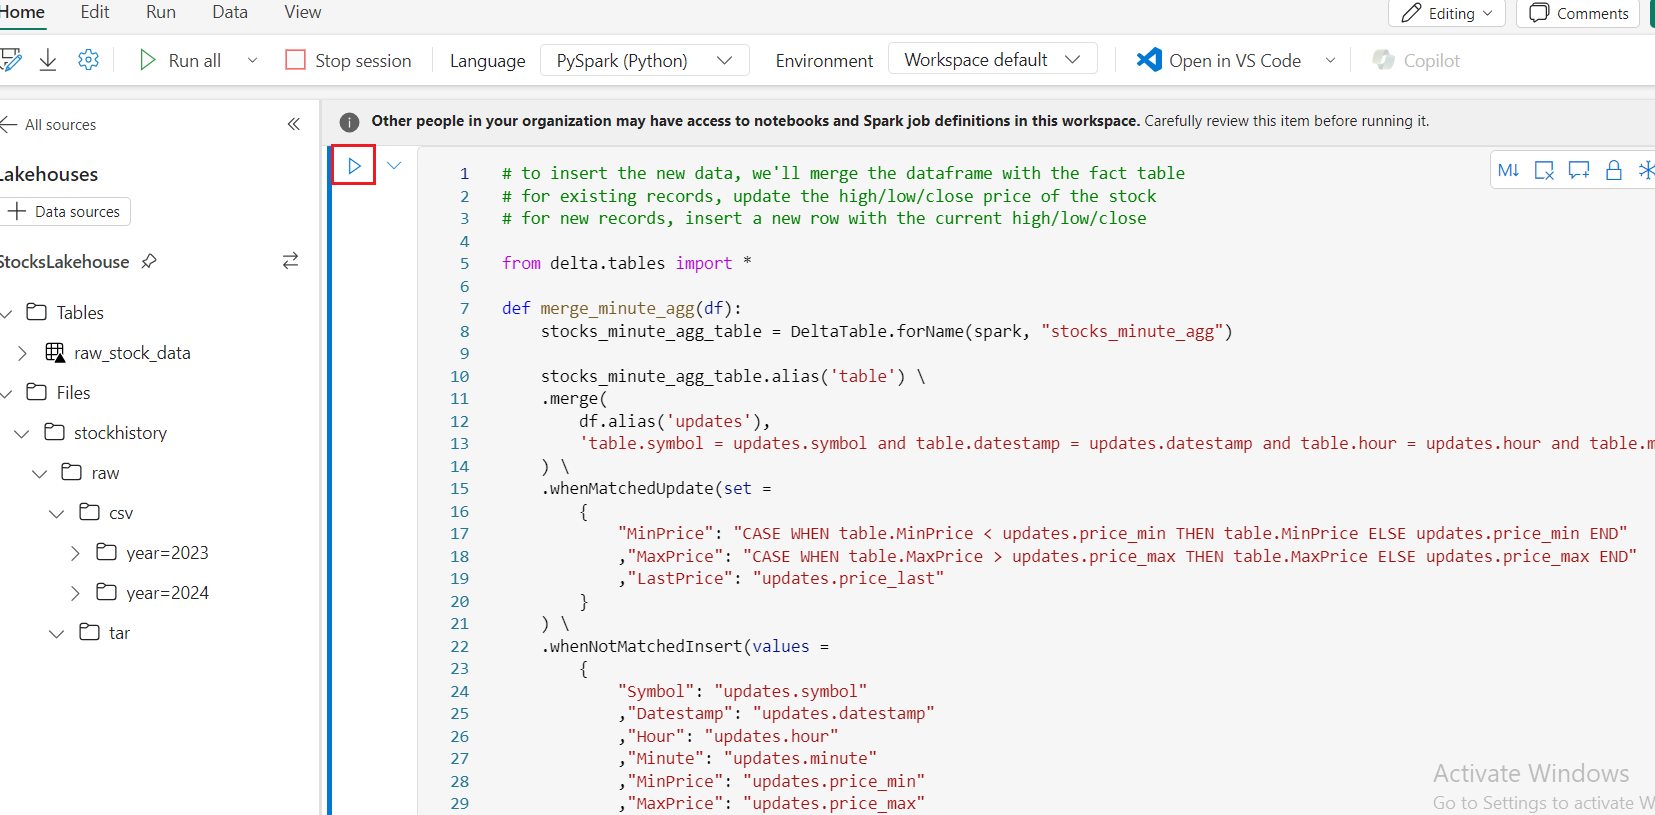 Home Edit Run Data View Editing Comments
Run all Stop session Language PySpark (Python) Environment Workspace default Open in VS Code Copilot
All sources
Other people in your organization may have access to notebooks and Spark job definitions in this workspace. Carefully review this item before running it.
Lakehouses
Data sources
StocksLakehouse
Tables
raw_stock_data
Files
stockhistory
raw
csv
year=2023
year=2024
tar
M↓
1 # to insert the new data, we'll merge the dataframe with the fact table
2 # for existing records, update the high/low/close price of the stock
3 # for new records, insert a new row with the current high/low/close
4
5 from delta.tables import *
6
7 def merge_minute_agg(df):
8 stocks_minute_agg_table = DeltaTable.forName(spark, "stocks_minute_agg")
9
10 stocks_minute_agg_table.alias('table') \
11 .merge(
12 df.alias('updates'),
13 'table.symbol = updates.symbol and table.datestamp = updates.datestamp and table.hour = updates.hour and table.m
14 ) \
15 .whenMatchedUpdate(set =
16 {
17 "MinPrice": "CASE WHEN table.MinPrice < updates.price_min THEN table.MinPrice ELSE updates.price_min END"
18 ,"MaxPrice": "CASE WHEN table.MaxPrice > updates.price_max THEN table.MaxPrice ELSE updates.price_max END"
19 ,"LastPrice": "updates.price_last"
20 }
21 ) \
22 .whenNotMatchedInsert(values =
23 {
24 "Symbol": "updates.symbol"
25 ,"Datestamp": "updates.datestamp"
26 ,"Hour": "updates.hour"
27 ,"Minute": "updates.minute"
28 ,"MinPrice": "updates.price_min"
29 ,"MaxPrice": "updates.price_max"
Activate Windows
Go to Settings to activate W